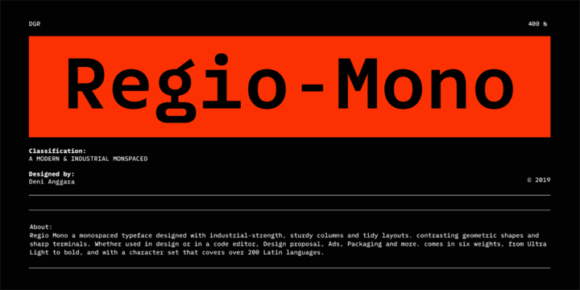 DGR
400 №
Regio-Mono
Classification:
A MODERN & INDUSTRIAL MONSPACED
Designed by:
Deni Anggara
© 2019
About:
Regio Mono a monospaced typeface designed with industrial-strength, sturdy columns and tidy layouts. contrasting geometric shapes and
sharp terminals. Whether used in design or in a code editor, Design proposal, Ads, Packaging and more. comes in six weights, from Ultra
Light to bold, and with a character set that covers over 200 Latin languages.